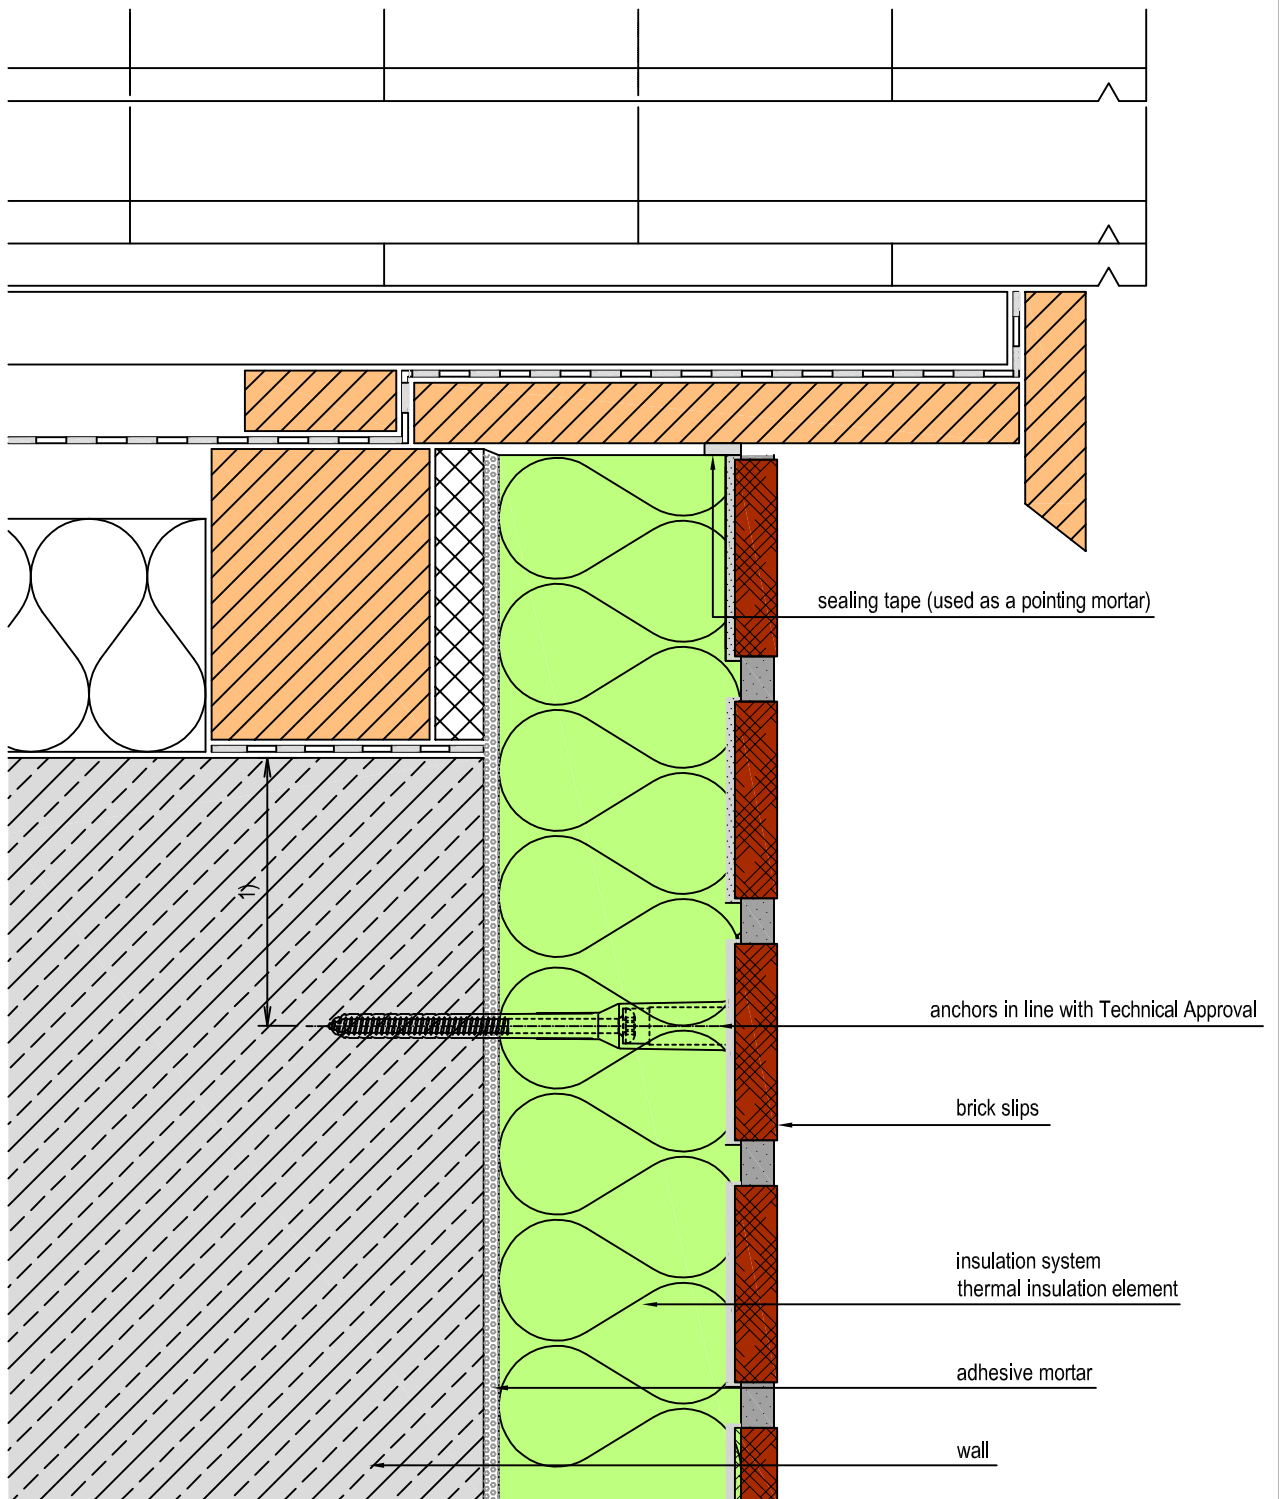 sealing tape (used as a pointing mortar)
1)
anchors in line with Technical Approval
brick slips
insulation system
thermal insulation element
adhesive mortar
wall